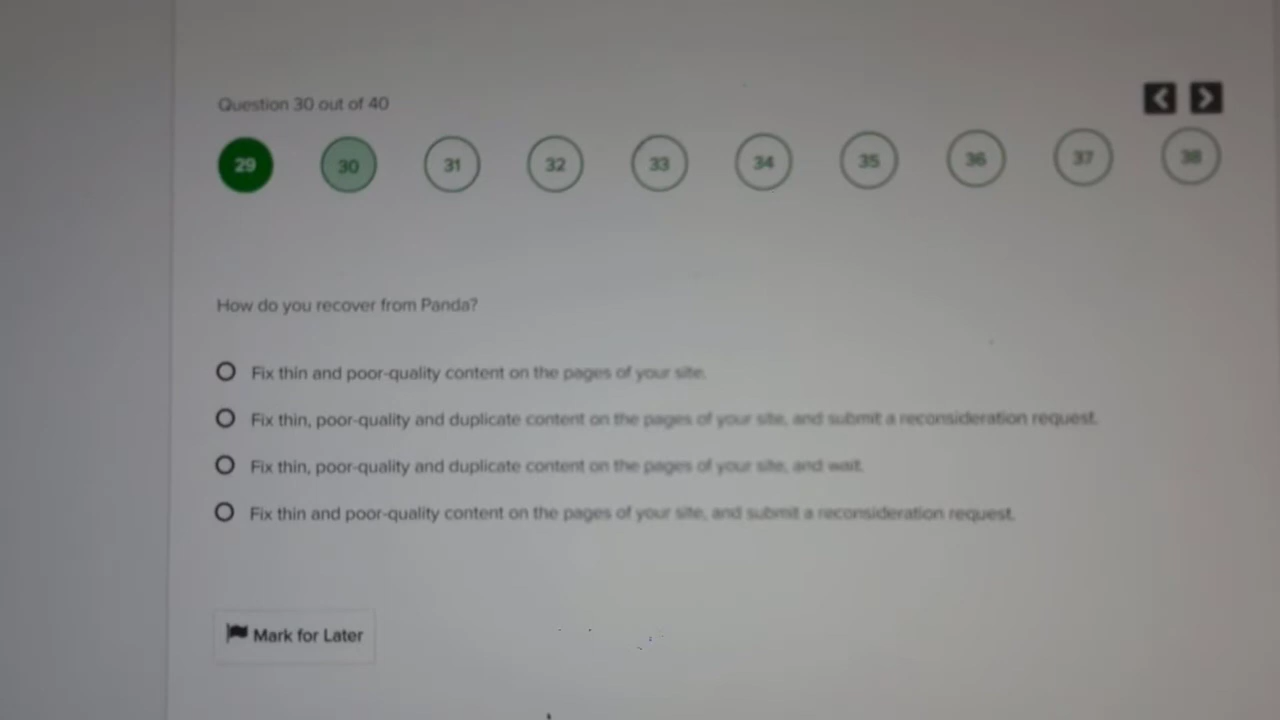 Question 30 out of 40
29 30 31 32 33 34 35 36 37 38
How do you recover from Panda?
Fix thin and poor-quality content on the pages of your site.
Fix thin, poor-quality and duplicate content on the pages of your site, and submit a reconsideration request.
Fix thin, poor-quality and duplicate content on the pages of your site, and wait.
Fix thin and poor-quality content on the pages of your site, and submit a reconsideration request.
Mark for Later